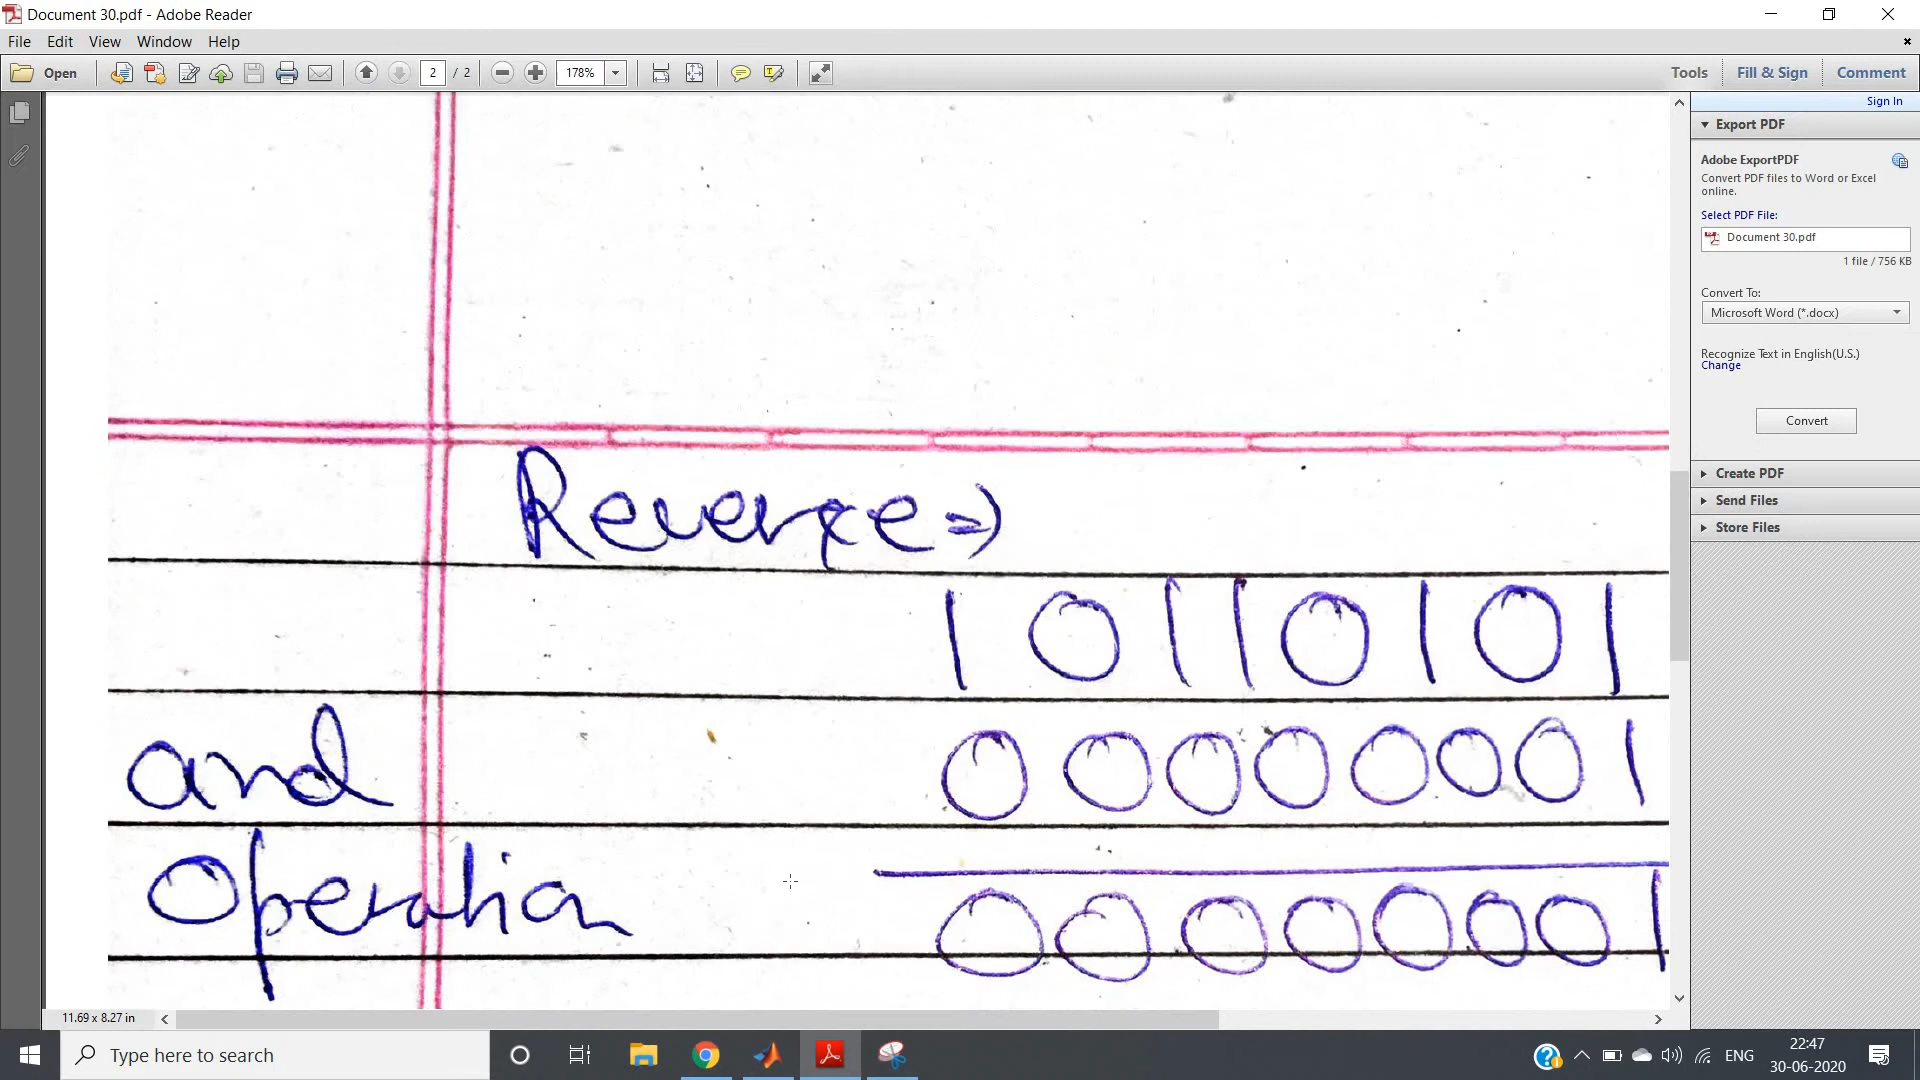 Document 30.pdf - Adobe Reader
File Edit View Window Help
Open 2 / 2 178% Tools Fill & Sign Comment
Sign In
Export PDF
Adobe ExportPDF
Convert PDF files to Word or Excel
online.
Select PDF File:
Document 30.pdf
1 file / 756 KB
Convert To:
Microsoft Word (*.docx)
Recognize Text in English(U.S.)
Change
Convert
Create PDF
Send Files
Store Files
Reverse =>
1 0 1 1 0 1 0 1
and 0 0 0 0 0 0 0 1
Operation 0 0 0 0 0 0 0 1
11.69 x 8.27 in
Type here to search
ENG
22:47
30-06-2020